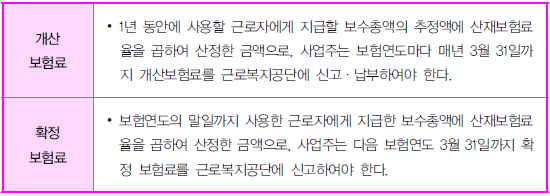 개산
보험료
• 1년 동안에 사용할 근로자에게 지급할 보수총액의 추정액에 산재보험료
율을 곱하여 산정한 금액으로, 사업주는 보험연도마다 매년 3월 31일까
지 개산보험료를 근로복지공단에 신고·납부하여야 한다.
확정
보험료
• 보험연도의 말일까지 사용한 근로자에게 지급한 보수총액에 산재보험료
율을 곱하여 산정한 금액으로, 사업주는 다음 보험연도 3월 31일까지 확
정 보험료를 근로복지공단에 신고하여야 한다.